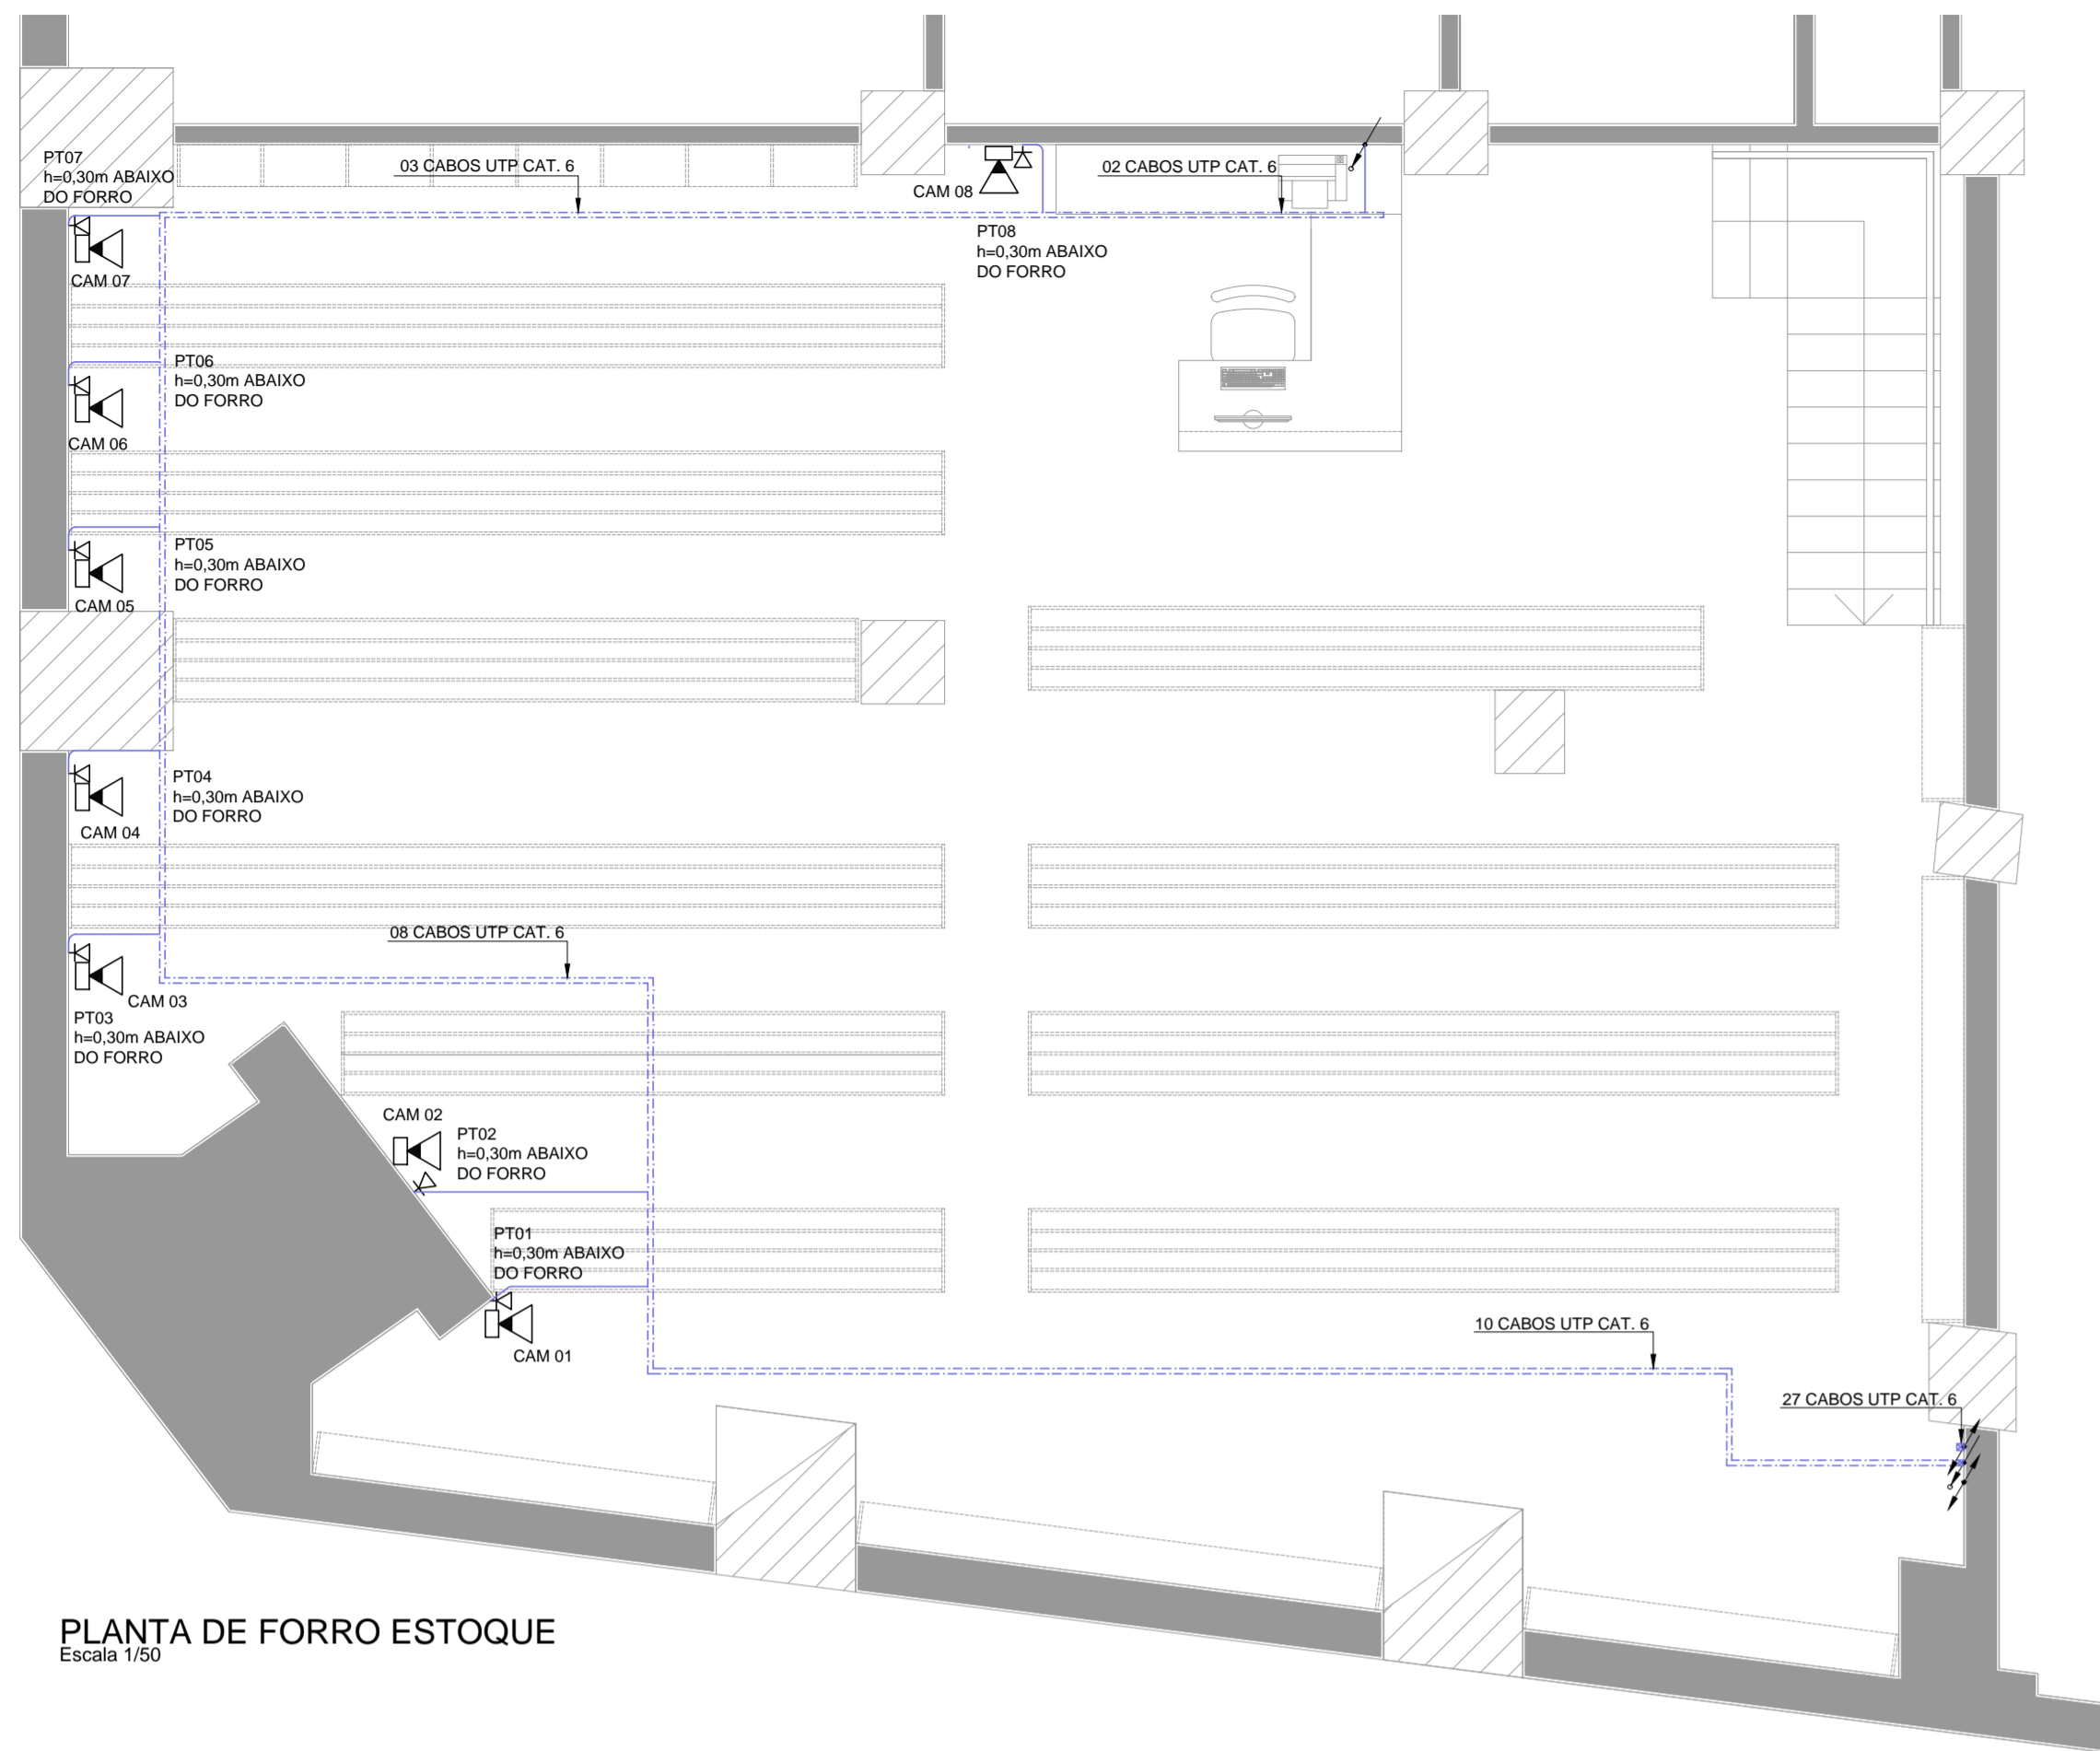 PT07
h=0,30m ABAIXO
DO FORRO
03 CABOS UTP CAT. 6
CAM 08
02 CABOS UTP CAT. 6
PT08
h=0,30m ABAIXO
DO FORRO
CAM 07
PT06
h=0,30m ABAIXO
DO FORRO
CAM 06
PT05
h=0,30m ABAIXO
DO FORRO
CAM 05
PT04
h=0,30m ABAIXO
DO FORRO
CAM 04
08 CABOS UTP CAT. 6
CAM 03
PT03
h=0,30m ABAIXO
DO FORRO
CAM 02
PT02
h=0,30m ABAIXO
DO FORRO
PT01
h=0,30m ABAIXO
DO FORRO
CAM 01
10 CABOS UTP CAT. 6
27 CABOS UTP CAT. 6
PLANTA DE FORRO ESTOQUE
Escala 1/50